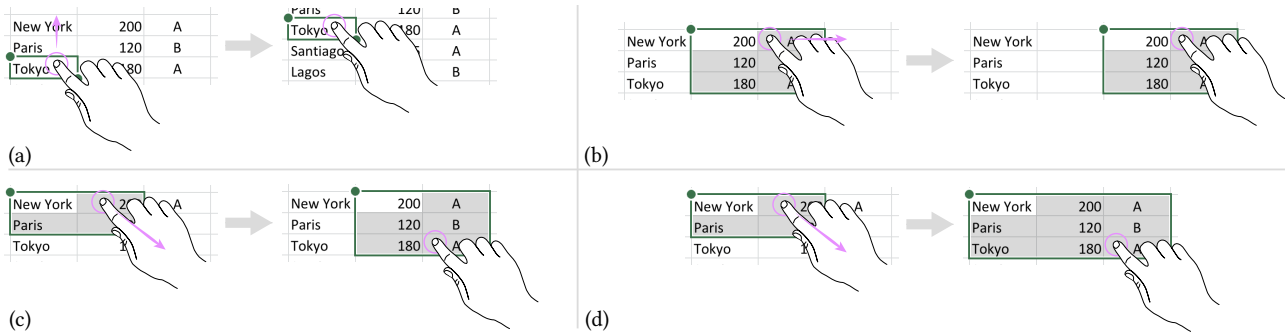 New York 200 A
Paris 120 B
Tokyo 180 A
Paris 120 B
Tokyo 180 A
Santiago A
Lagos B
(a)
New York 200 A
Paris 120
Tokyo 180 A
New York 200
Paris 120
Tokyo 180
(b)
New York A
Paris
Tokyo
New York 200 A
Paris 120 B
Tokyo 180 A
(c)
New York A
Paris
Tokyo
New York 200 A
Paris 120 B
Tokyo 180 A
(d)